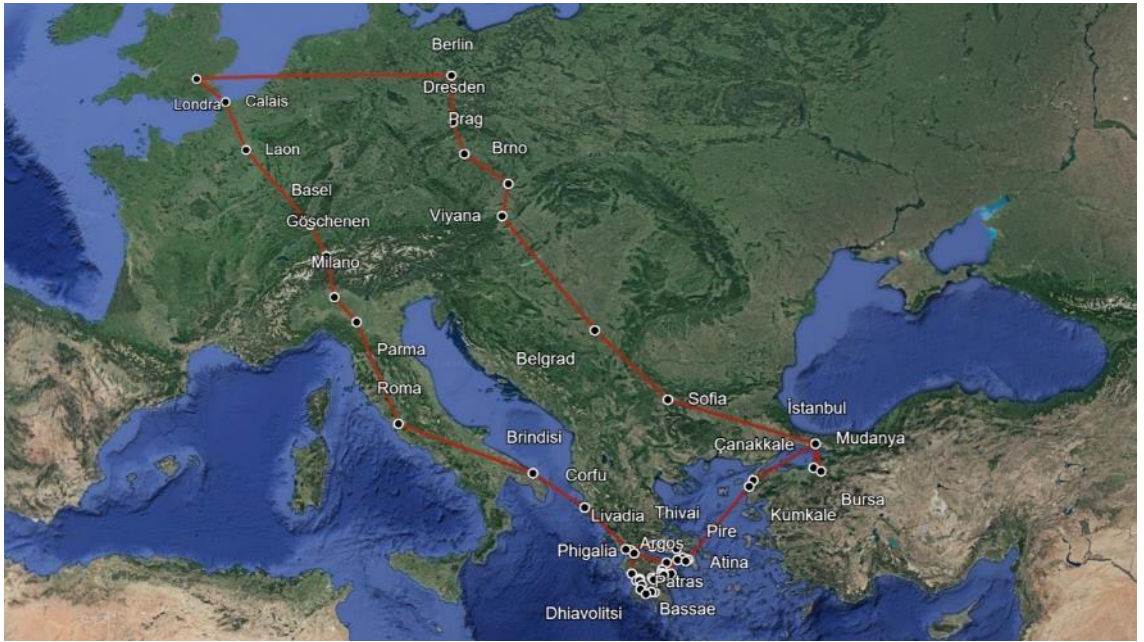 Berlin
Dresden
Londra
Calais
Prag
Laon
Brno
Basel
Göschenen
Viyana
Milano
Parma
Belgrad
Roma
Sofia
İstanbul
Brindisi
Çanakkale
Mudanya
Corfu
Bursa
Livadia
Thivai
Kumkale
Pire
Phigalia
Argos
Atina
Patras
Dhiavolitsi
Bassae